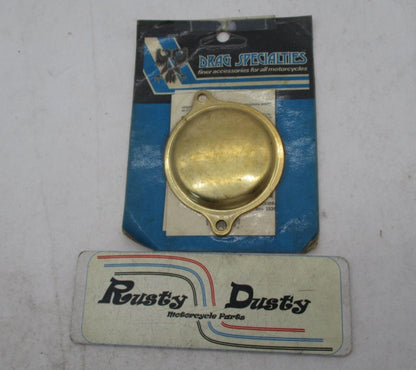 DRAG SPECIALTIES
finer accessories for all motorcycles
Rusty Dusty
Motorcycle Parts